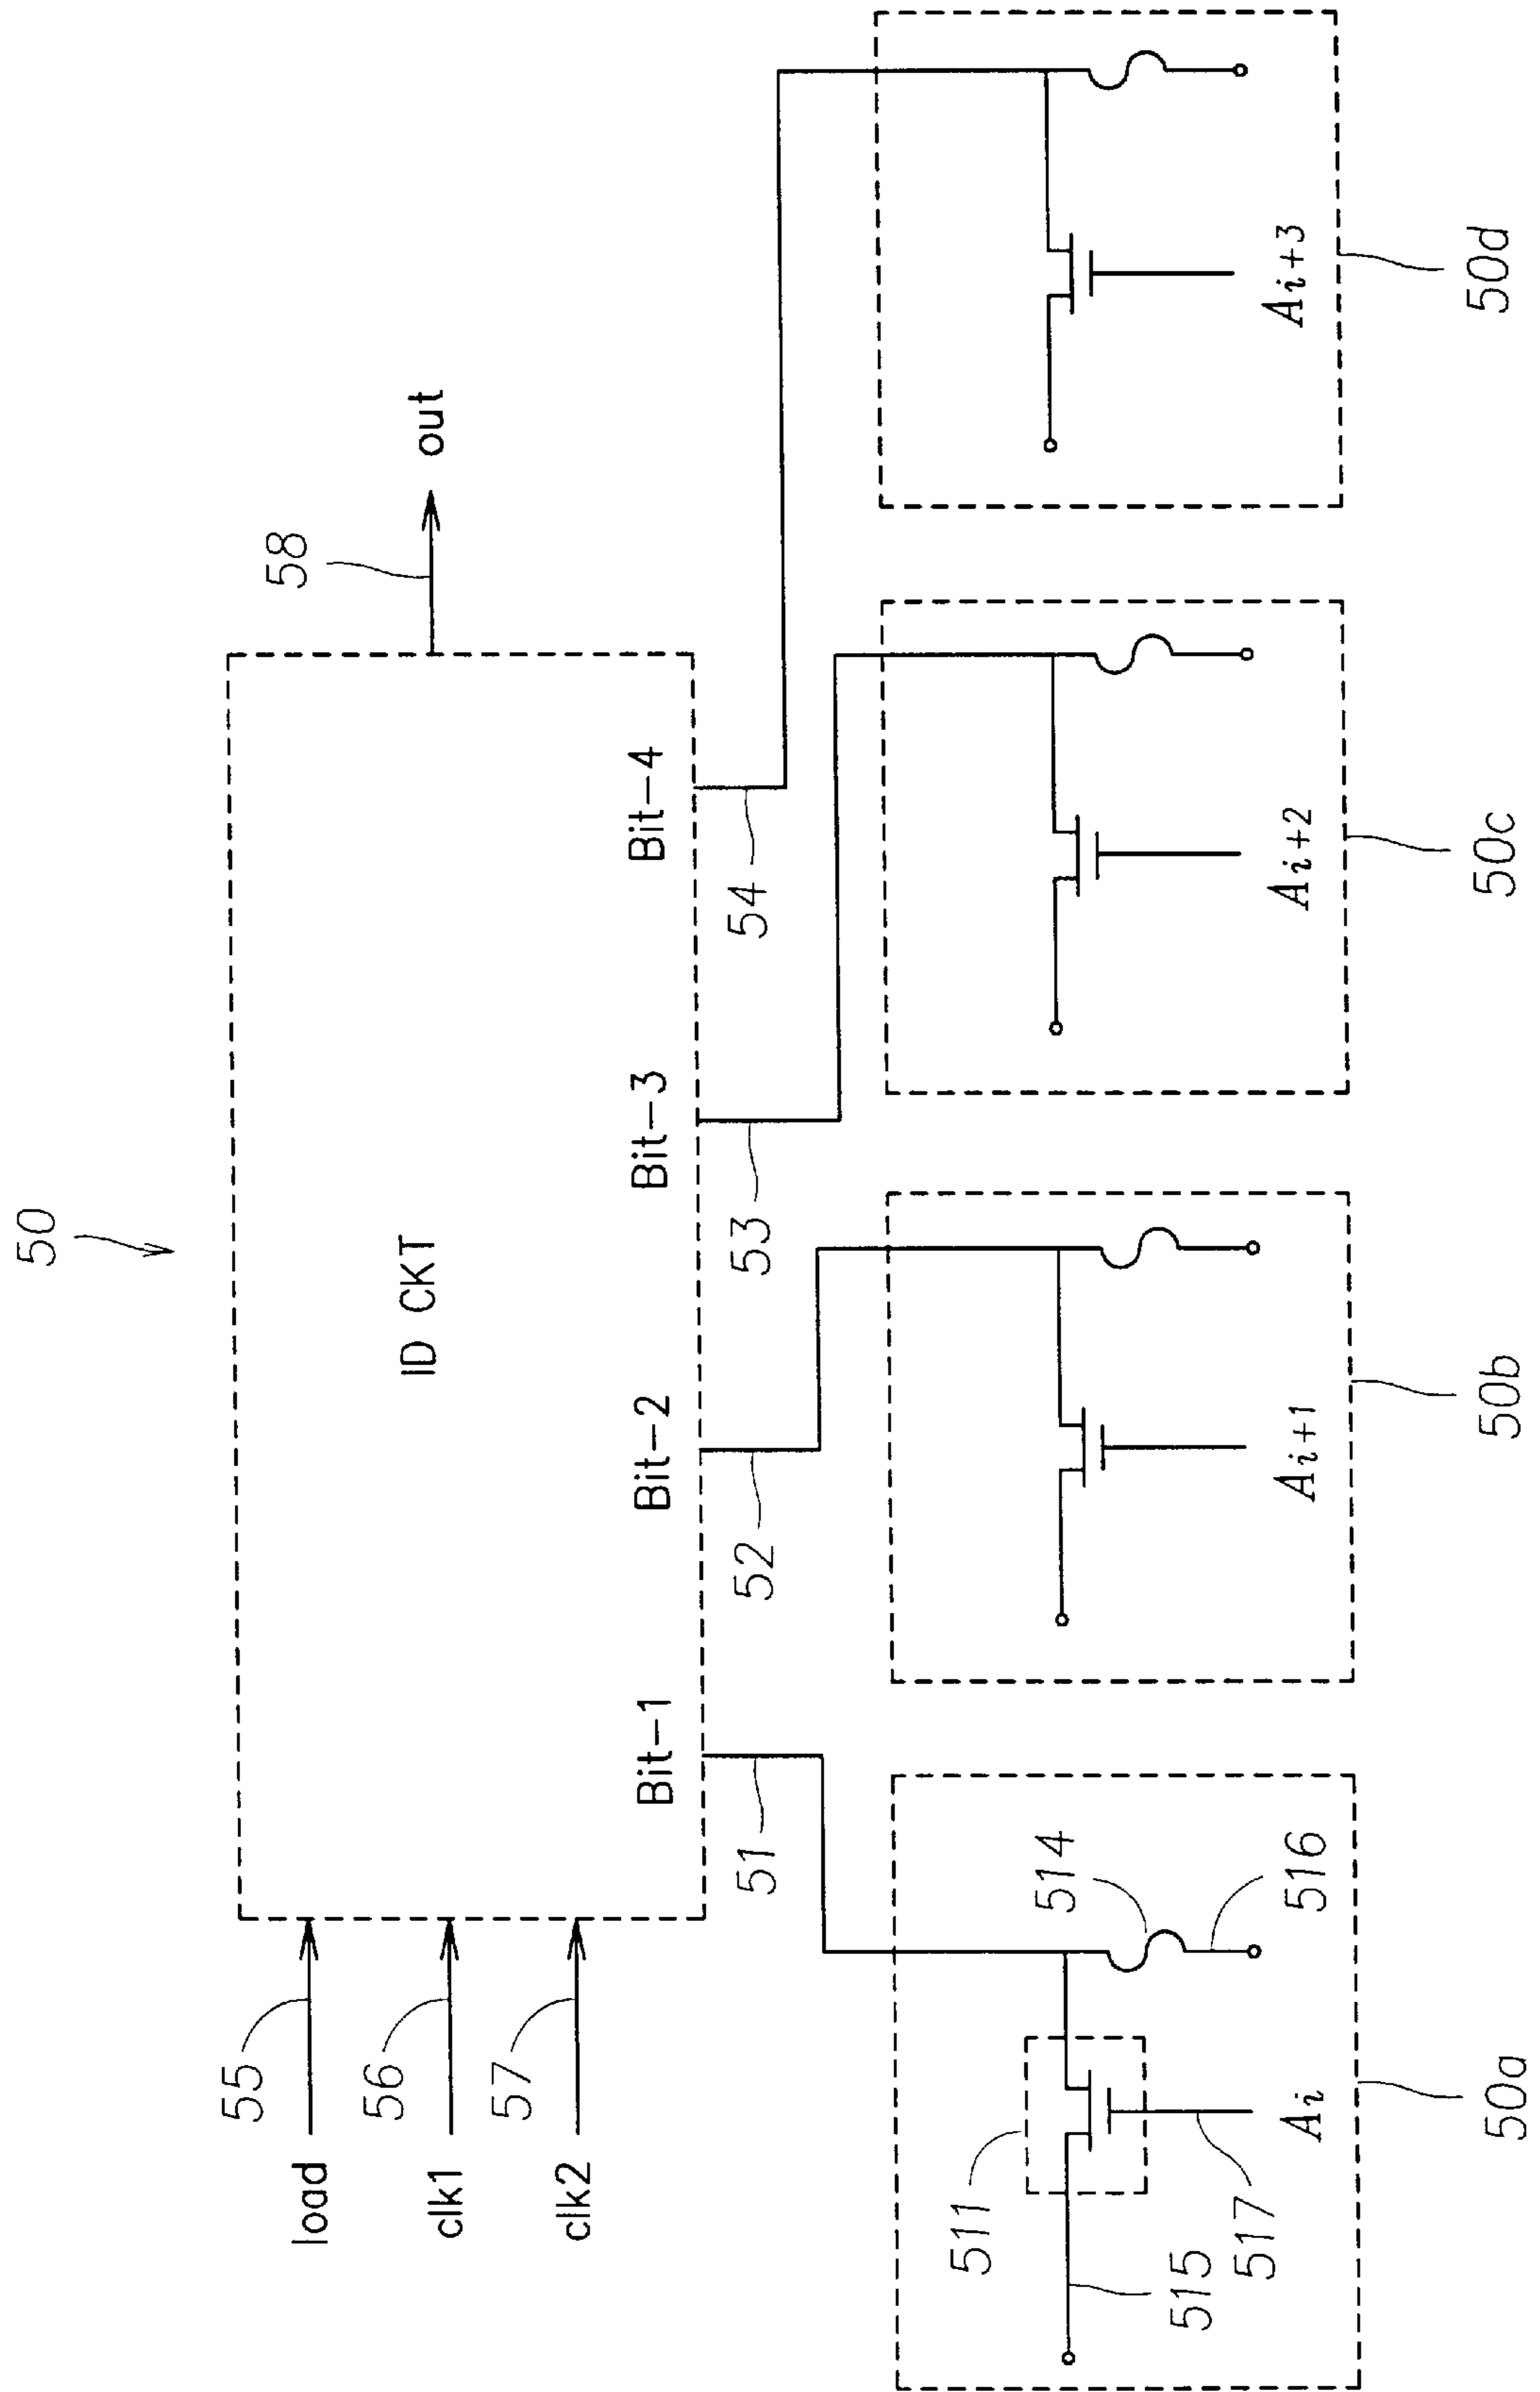 50
58
out
55
load
56
clk1
57
clk2
ID CKT
Bit-1
Bit-2
Bit-3
Bit-4
51
52
53
54
511
514
515
517
516
Ai
Ai+1
Ai+2
Ai+3
50a
50b
50c
50d